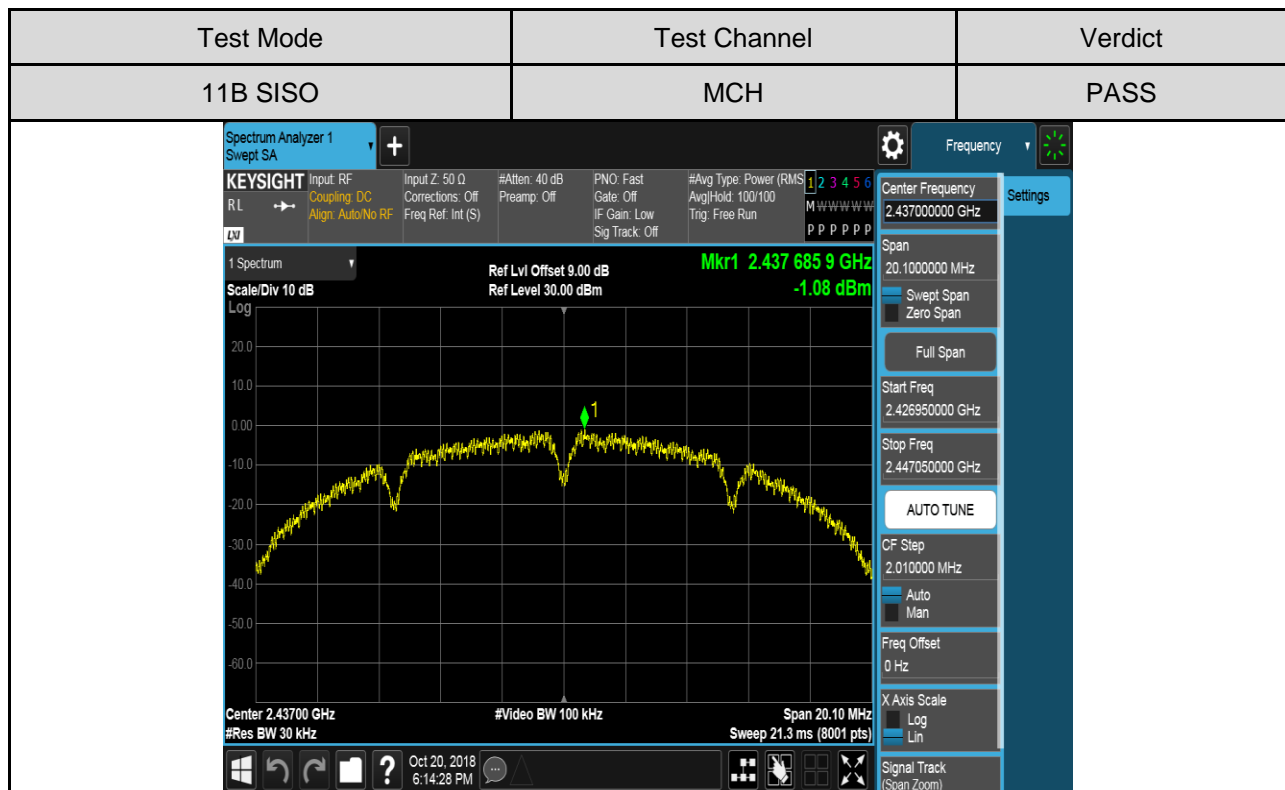 Test Mode Test Channel Verdict
11B SISO MCH PASS
Spectrum Analyzer 1
Swept SA
+
Frequency
KEYSIGHT
RL
LXI
Input: RF
Coupling: DC
Align: Auto/No RF
Input Z: 50 Ω
Corrections: Off
Freq Ref: Int (S)
#Atten: 40 dB
Preamp: Off
PNO: Fast
Gate: Off
IF Gain: Low
Sig Track: Off
#Avg Type: Power (RMS
Avg|Hold: 100/100
Trig: Free Run
1 2 3 4 5 6
M W W W W W
P P P P P P
1 Spectrum
Scale/Div 10 dB
Log
Ref Lvl Offset 9.00 dB
Ref Level 30.00 dBm
Mkr1 2.437 685 9 GHz
-1.08 dBm
20.0
10.0
0.00
-10.0
-20.0
-30.0
-40.0
-50.0
-60.0
1
Center 2.43700 GHz
#Res BW 30 kHz
#Video BW 100 kHz
Span 20.10 MHz
Sweep 21.3 ms (8001 pts)
?
Oct 20, 2018
6:14:28 PM
Center Frequency
2.437000000 GHz
Span
20.1000000 MHz
Swept Span
Zero Span
Full Span
Start Freq
2.426950000 GHz
Stop Freq
2.447050000 GHz
AUTO TUNE
CF Step
2.010000 MHz
Auto
Man
Freq Offset
0 Hz
X Axis Scale
Log
Lin
Signal Track
(Span Zoom)
Settings